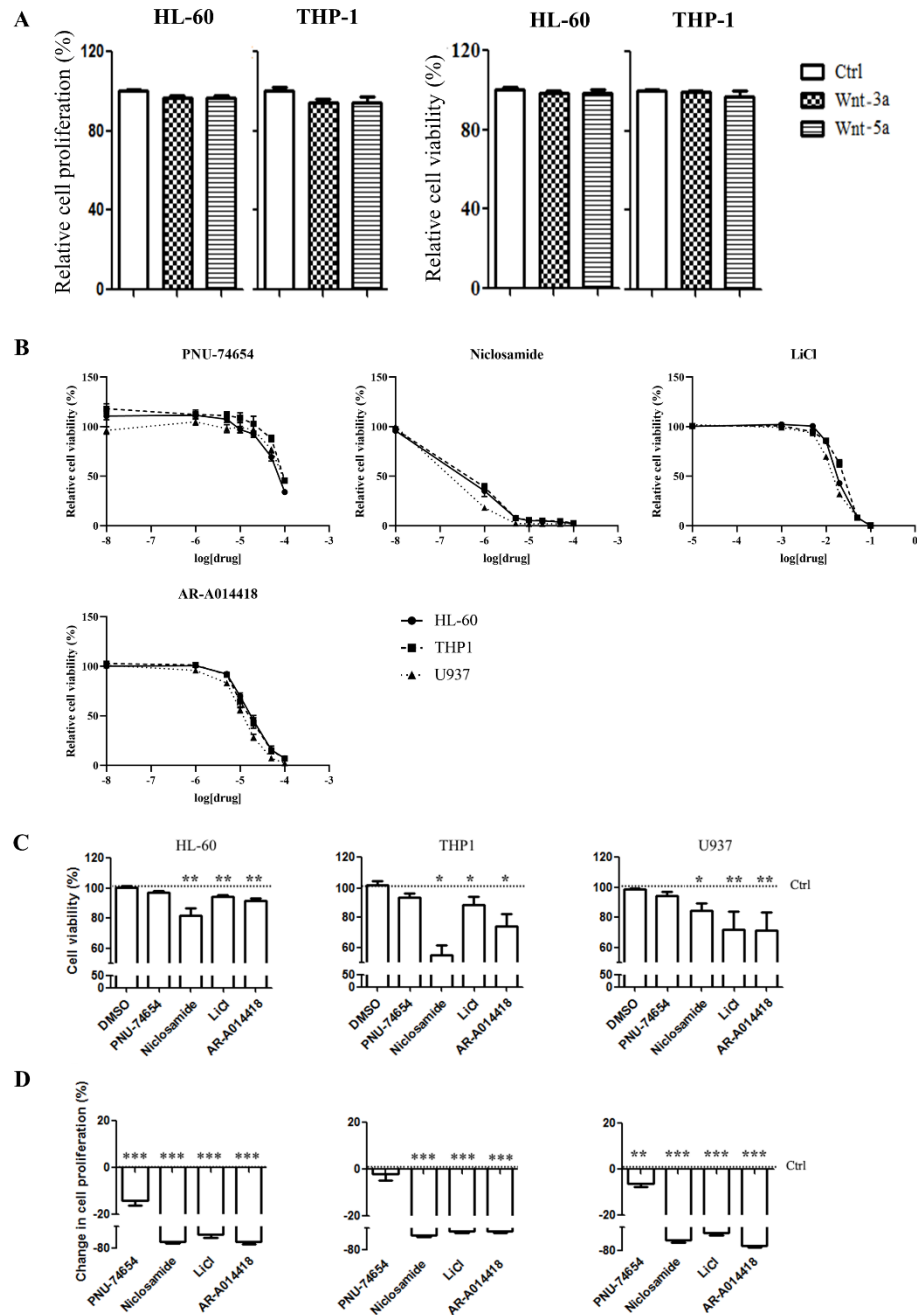 A
HL-60 THP-1
Relative cell proliferation (%)
120
80
40
0
HL-60 THP-1
Relative cell viability (%)
120
80
40
0
Ctrl
Wnt-3a
Wnt-5a
B
PNU-74654
Relative cell viability (%)
150
100
50
0
-8 -7 -6 -5 -4 -3
log[drug]
Niclosamide
Relative cell viability (%)
150
100
50
0
-8 -7 -6 -5 -4 -3
log[drug]
LiCl
Relative cell viability (%)
150
100
50
0
-5 -4 -3 -2 -1 0
log[drug]
AR-A014418
Relative cell viability (%)
150
100
50
0
-8 -7 -6 -5 -4 -3
log[drug]
HL-60
THP1
U937
C
HL-60
Cell viability (%)
120
100
80
60
50
0
** ** **
DMSO PNU-74654 Niclosamide LiCl AR-A014418
THP1
120
100
80
60
50
0
* * *
DMSO PNU-74654 Niclosamide LiCl AR-A014418
U937
120
100
80
60
50
0
* ** **
Ctrl
DMSO PNU-74654 Niclosamide LiCl AR-A014418
D
Change in cell proliferation (%)
20
0
-20
-80
*** *** *** ***
PNU-74654 Niclosamide LiCl AR-A014418
20
0
-20
-80
*** *** ***
PNU-74654 Niclosamide LiCl AR-A014418
20
0
-20
-80
** *** *** ***
Ctrl
PNU-74654 Niclosamide LiCl AR-A014418